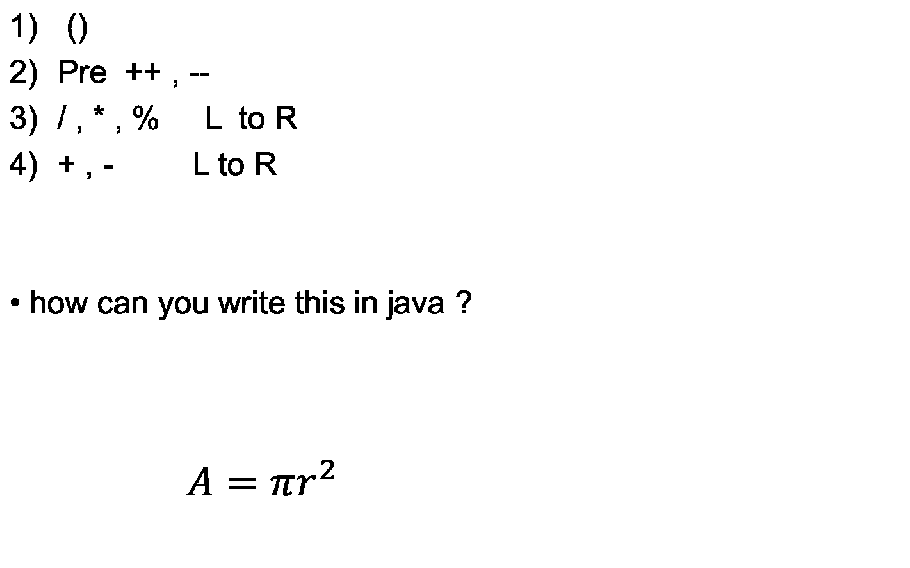 1) ()
2) Pre ++ , --
3) / , * , % L to R
4) + , - L to R
• how can you write this in java ?
𝐴 = 𝜋𝑟²